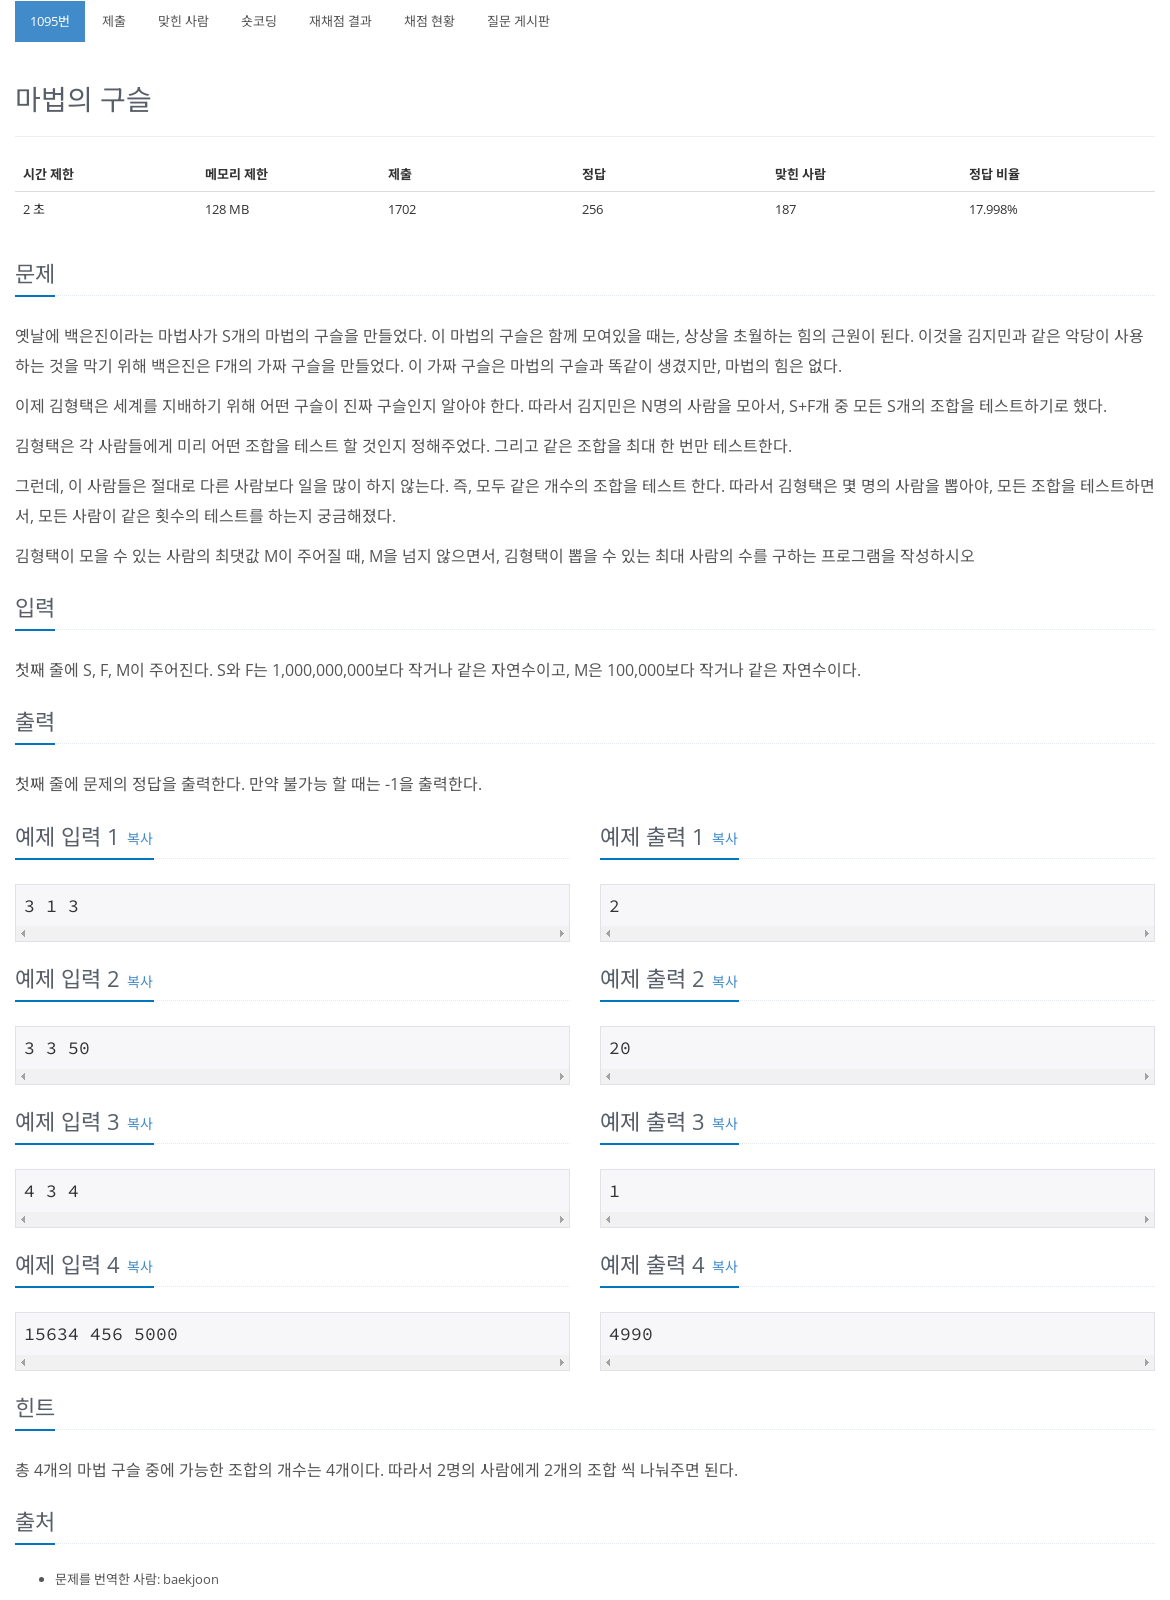 1095번 제출 맞힌 사람 숏코딩 재채점 결과 채점 현황 질문 게시판
마법의 구슬
시간 제한 메모리 제한 제출 정답 맞힌 사람 정답 비율
2 초 128 MB 1702 256 187 17.998%
문제
옛날에 백은진이라는 마법사가 S개의 마법의 구슬을 만들었다. 이 마법의 구슬은 함께 모여있을 때는, 상상을 초월하는 힘의 근원이 된다. 이것을 김지민과 같은 악당이 사용
하는 것을 막기 위해 백은진은 F개의 가짜 구슬을 만들었다. 이 가짜 구슬은 마법의 구슬과 똑같이 생겼지만, 마법의 힘은 없다.
이제 김형택은 세계를 지배하기 위해 어떤 구슬이 진짜 구슬인지 알아야 한다. 따라서 김지민은 N명의 사람을 모아서, S+F개 중 모든 S개의 조합을 테스트하기로 했다.
김형택은 각 사람들에게 미리 어떤 조합을 테스트 할 것인지 정해주었다. 그리고 같은 조합을 최대 한 번만 테스트한다.
그런데, 이 사람들은 절대로 다른 사람보다 일을 많이 하지 않는다. 즉, 모두 같은 개수의 조합을 테스트 한다. 따라서 김형택은 몇 명의 사람을 뽑아야, 모든 조합을 테스트하면
서, 모든 사람이 같은 횟수의 테스트를 하는지 궁금해졌다.
김형택이 모을 수 있는 사람의 최댓값 M이 주어질 때, M을 넘지 않으면서, 김형택이 뽑을 수 있는 최대 사람의 수를 구하는 프로그램을 작성하시오
입력
첫째 줄에 S, F, M이 주어진다. S와 F는 1,000,000,000보다 작거나 같은 자연수이고, M은 100,000보다 작거나 같은 자연수이다.
출력
첫째 줄에 문제의 정답을 출력한다. 만약 불가능 할 때는 -1을 출력한다.
예제 입력 1 복사 예제 출력 1 복사
3 1 3 2
예제 입력 2 복사 예제 출력 2 복사
3 3 50 20
예제 입력 3 복사 예제 출력 3 복사
4 3 4 1
예제 입력 4 복사 예제 출력 4 복사
15634 456 5000 4990
힌트
총 4개의 마법 구슬 중에 가능한 조합의 개수는 4개이다. 따라서 2명의 사람에게 2개의 조합 씩 나눠주면 된다.
출처
문제를 번역한 사람: baekjoon